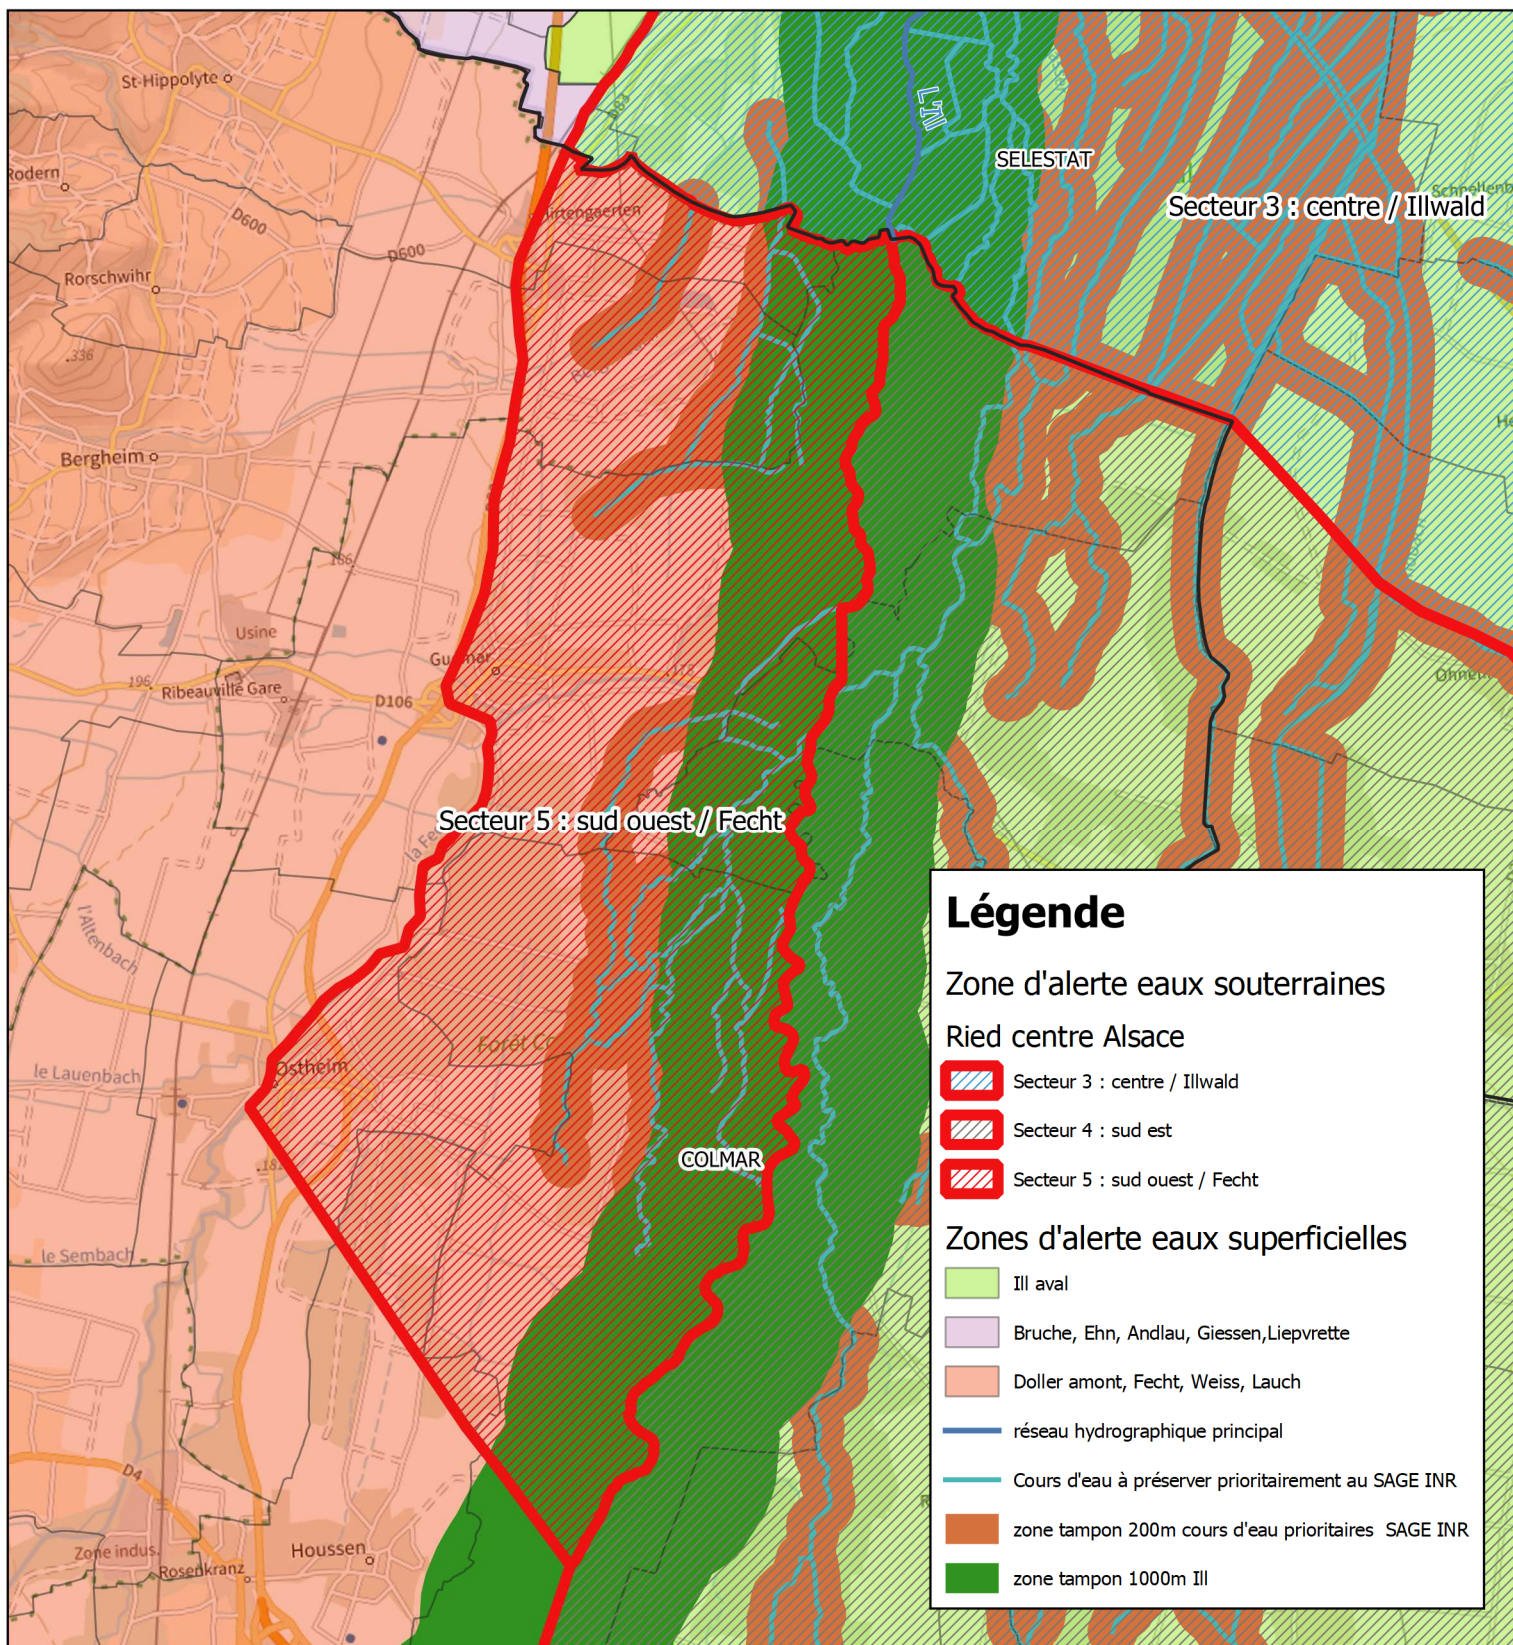 St-Hippolyte
L'Ill
SELESTAT
Rodern
Secteur 3 : centre / Illwald
D600
D600
Rorschwihr
.336
Bergheim
186.
Usine
196.
Ribeauvillé Gare
D106
.175
Secteur 5 : sud ouest / Fecht
l'Altenbach
le Lauenbach
Ostheim
COLMAR
le Sembach
D4
Zone indus.
Houssen
Rosenkranz
Légende
Zone d'alerte eaux souterraines
Ried centre Alsace
Secteur 3 : centre / Illwald
Secteur 4 : sud est
Secteur 5 : sud ouest / Fecht
Zones d'alerte eaux superficielles
Ill aval
Bruche, Ehn, Andlau, Giessen,Liepvrette
Doller amont, Fecht, Weiss, Lauch
réseau hydrographique principal
Cours d'eau à préserver prioritairement au SAGE INR
zone tampon 200m cours d'eau prioritaires SAGE INR
zone tampon 1000m Ill